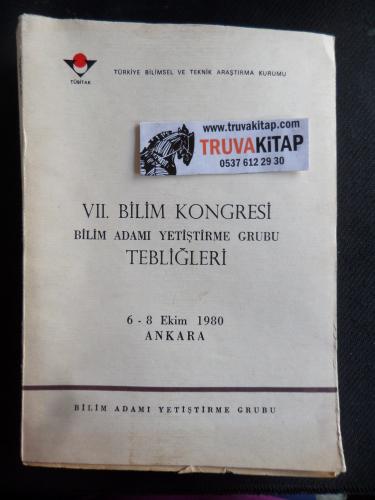 TÜBİTAK
TÜRKİYE BİLİMSEL VE TEKNİK ARAŞTIRMA KURUMU
www.truvakitap.com
TRUVAKiTAP
0537 612 29 30
VII. BİLİM KONGRESİ
BİLİM ADAMI YETİŞTİRME GRUBU
TEBLİĞLERİ
6 - 8 Ekim 1980
ANKARA
BİLİM ADAMI YETİŞTİRME GRUBU